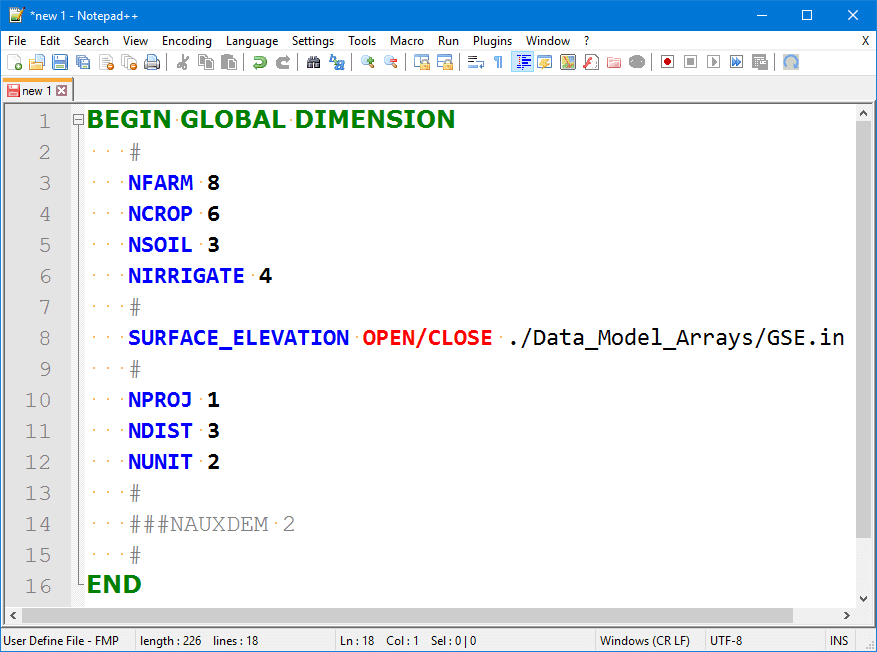 *new 1 - Notepad++
File Edit Search View Encoding Language Settings Tools Macro Run Plugins Window ? X
new 1
1 BEGIN GLOBAL DIMENSION
2 #
3 NFARM 8
4 NCROP 6
5 NSOIL 3
6 NIRRIGATE 4
7 #
8 SURFACE_ELEVATION OPEN/CLOSE ./Data_Model_Arrays/GSE.in
9 #
10 NPROJ 1
11 NDIST 3
12 NUNIT 2
13 #
14 ###NAUXDEM 2
15 #
16 END
User Define File - FMP length : 226 lines : 18 Ln : 18 Col : 1 Sel : 0 | 0 Windows (CR LF) UTF-8 INS